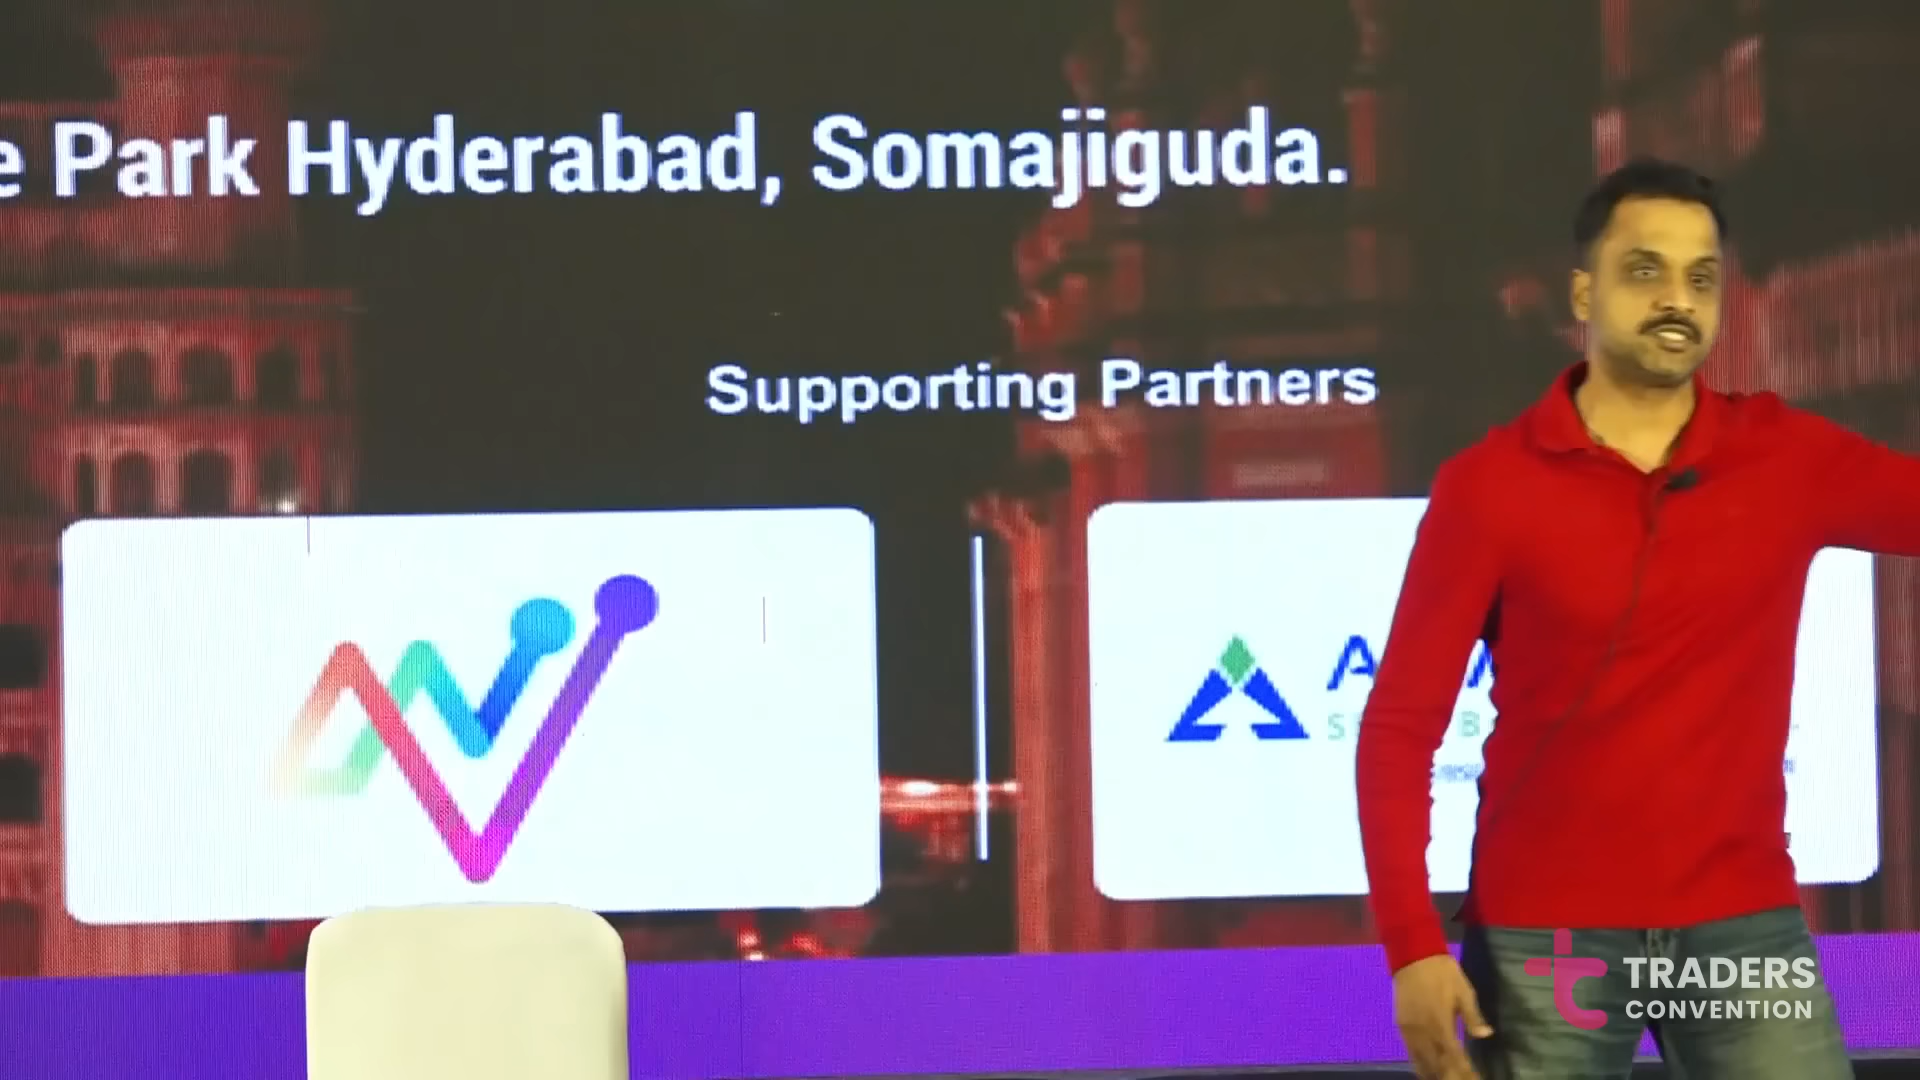 e Park Hyderabad, Somajiguda.
Supporting Partners
TRADERS
CONVENTION